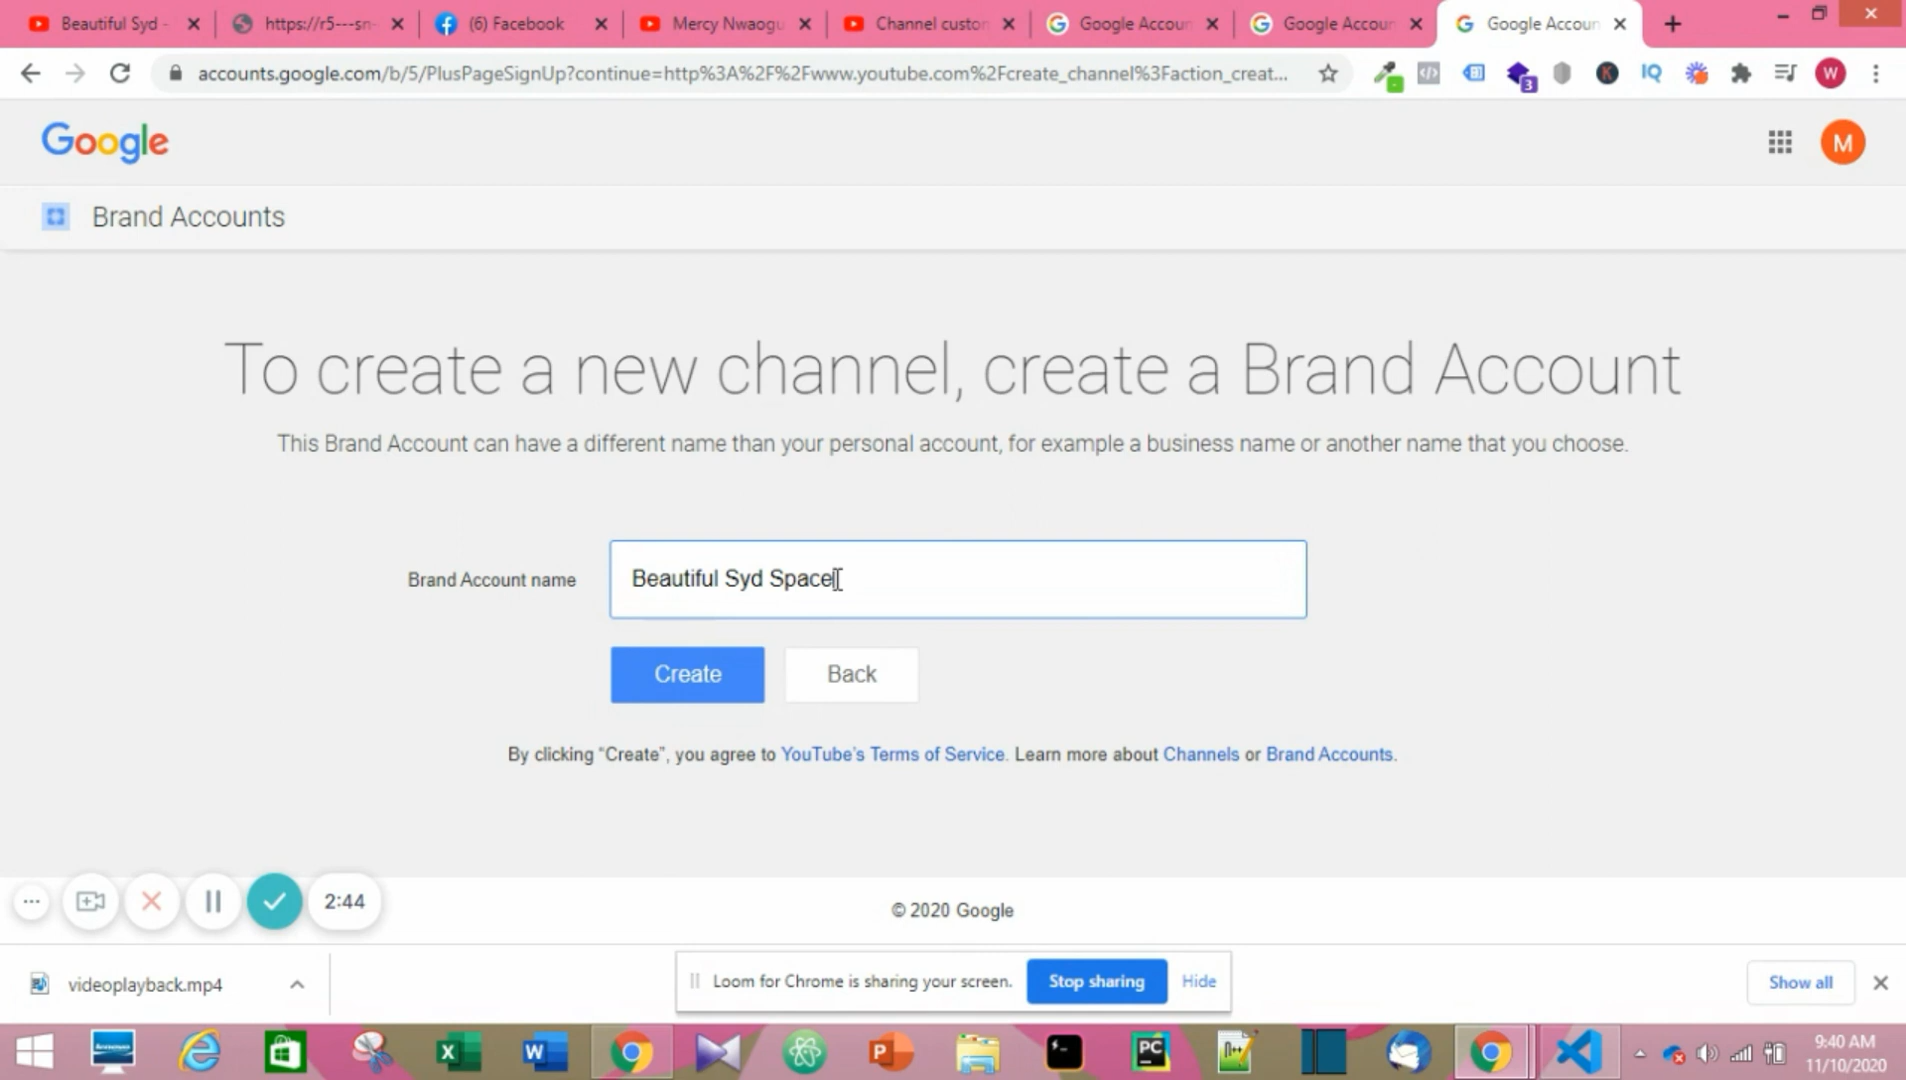 Beautiful Syd -
https://r5---sn-
(6) Facebook
Mercy Nwaogu
Channel custon
Google Accoun
Google Accoun
Google Accoun
accounts.google.com/b/5/PlusPageSignUp?continue=http%3A%2F%2Fwww.youtube.com%2Fcreate_channel%3Faction_creat...
3
K
IQ
W
Google
M
Brand Accounts
To create a new channel, create a Brand Account
This Brand Account can have a different name than your personal account, for example a business name or another name that you choose.
Brand Account name
Beautiful Syd Space
Create
Back
By clicking “Create”, you agree to YouTube's Terms of Service. Learn more about Channels or Brand Accounts.
2:44
© 2020 Google
videoplayback.mp4
Loom for Chrome is sharing your screen.
Stop sharing
Hide
Show all
9:40 AM
11/10/2020